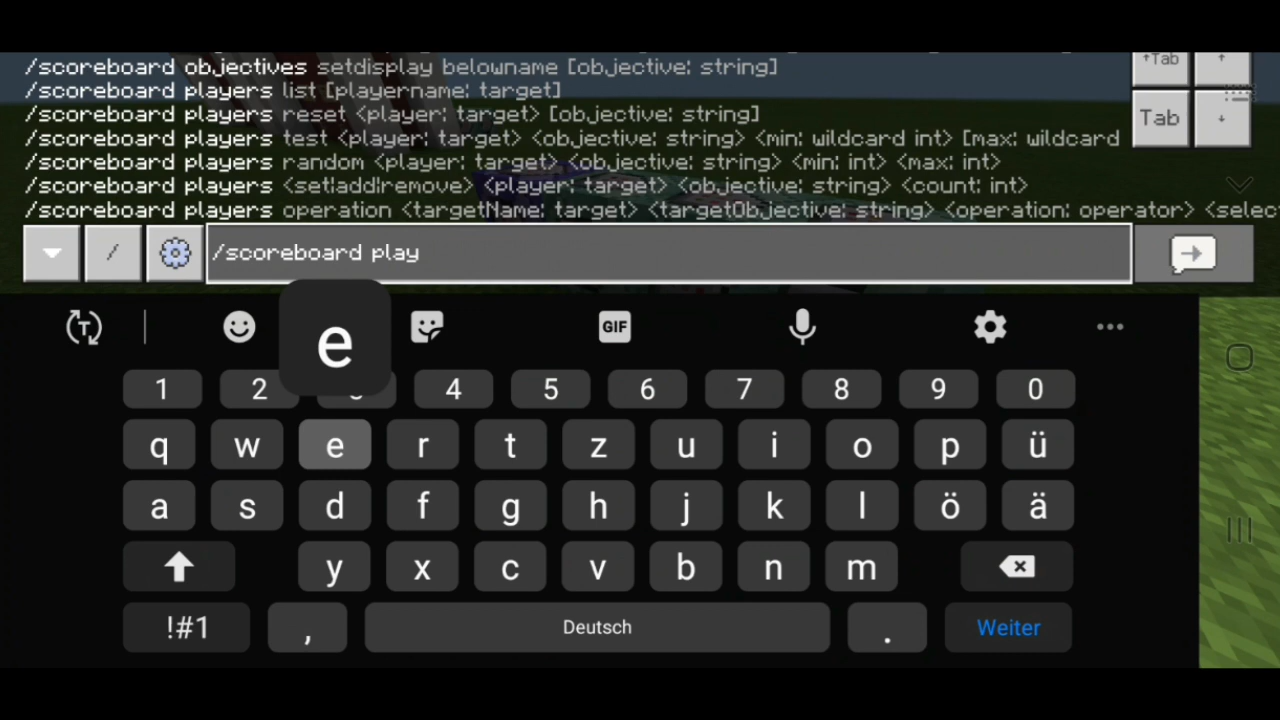 /scoreboard objectives setdisplay belowname [objective: string]
/scoreboard players list [playername: target]
/scoreboard players reset <player: target> [objective: string]
/scoreboard players test <player: target> <objective: string> <min: wildcard int> [max: wildcard
/scoreboard players random <player: target> <objective: string> <min: int> <max: int>
/scoreboard players <set|add|remove> <player: target> <objective: string> <count: int>
/scoreboard players operation <targetName: target> <targetObjective: string> <operation: operator> <selec
↑Tab
Tab
/
/scoreboard play
T
e
GIF
1 2 4 5 6 7 8 9 0
q w e r t z u i o p ü
a s d f g h j k l ö ä
y x c v b n m
!#1 , Deutsch . Weiter